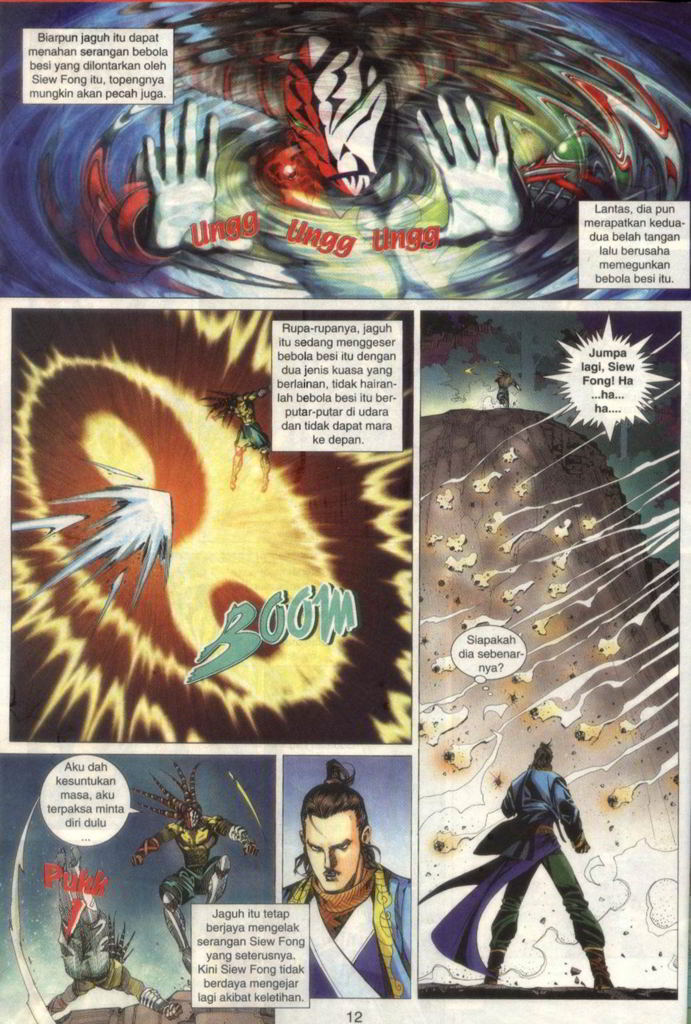 Biarpun jaguh itu dapat
menahan serangan bebola
besi yang dilontarkan oleh
Siew Fong itu, topengnya
mungkin akan pecah juga.
Ungg Ungg Ungg
Lantas, dia pun
merapatkan kedua-
dua belah tangan
lalu berusaha
memegunkan
bebola besi itu.
Rupa-rupanya, jaguh
itu sedang menggeser
bebola besi itu dengan
dua jenis kuasa yang
berlainan, tidak hairan-
lah bebola besi itu ber-
putar-putar di udara
dan tidak dapat mara
ke depan.
BOOM
Jumpa
lagi, Siew
Fong! Ha
...ha...
ha....
Siapakah
dia sebenar-
nya?
Aku dah
kesuntukan
masa, aku
terpaksa minta
diri dulu
...
Pukk
!
Jaguh itu tetap
berjaya mengelak
serangan Siew Fong
yang seterusnya.
Kini Siew Fong tidak
berdaya mengejar
lagi akibat keletihan.
12